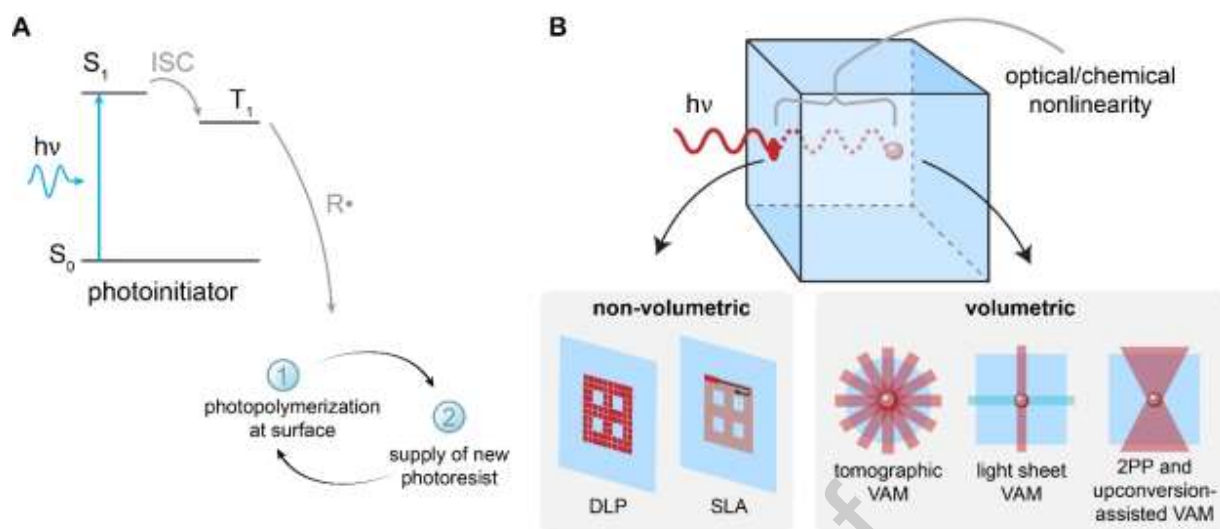 A
S1
ISC
T1
hν
R•
S0
photoinitiator
1
photopolymerization
at surface
2
supply of new
photoresist
B
optical/chemical
nonlinearity
hν
non-volumetric
DLP
SLA
volumetric
tomographic
VAM
light sheet
VAM
2PP and
upconversion-
assisted VAM
f